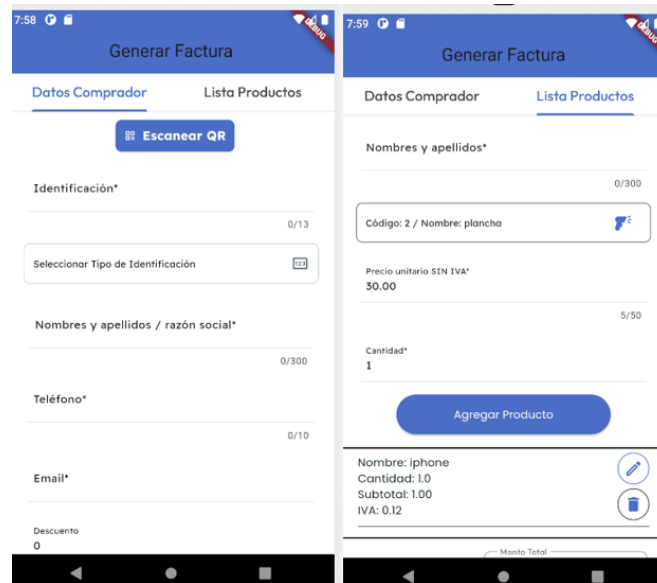 7:58
DEBUG
Generar Factura
Datos Comprador
Lista Productos
Escanear QR
Identificación*
0/13
Seleccionar Tipo de Identificación
123
Nombres y apellidos / razón social*
0/300
Teléfono*
0/10
Email*
Descuento
0
7:59
DEBUG
Generar Factura
Datos Comprador
Lista Productos
Nombres y apellidos*
0/300
Código: 2 / Nombre: plancha
Precio unitario SIN IVA*
30.00
5/50
Cantidad*
1
Agregar Producto
Nombre: iphone
Cantidad: 1.0
Subtotal: 1.00
IVA: 0.12
Monto Total